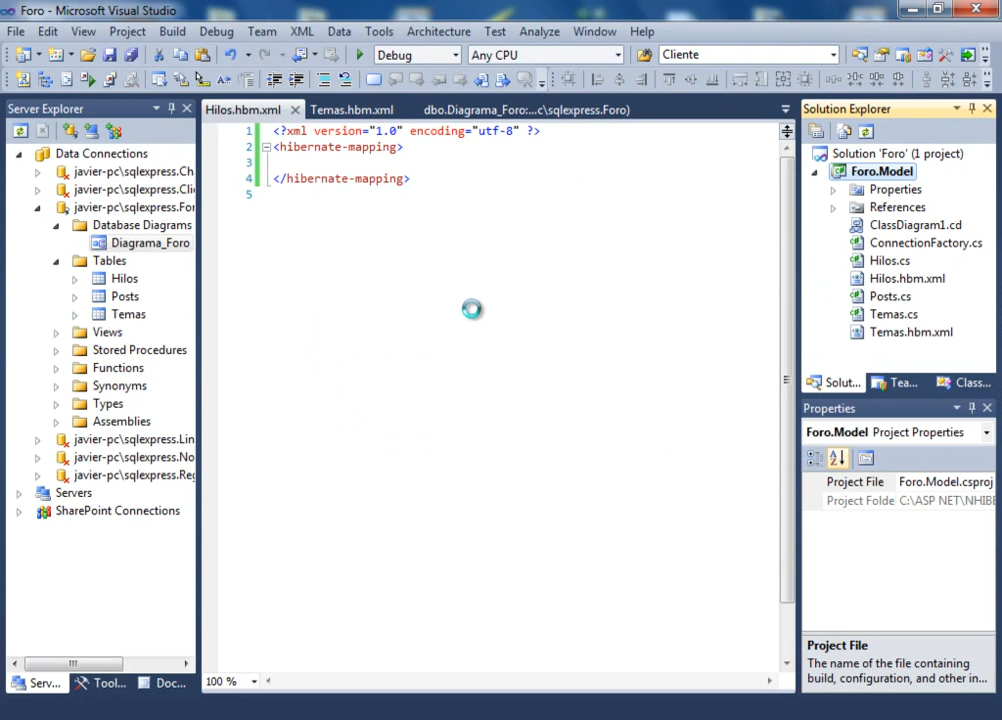 Foro - Microsoft Visual Studio
File Edit View Project Build Debug Team XML Data Tools Architecture Test Analyze Window Help
Debug Any CPU Cliente
Server Explorer
Data Connections
javier-pc\sqlexpress.Ch
javier-pc\sqlexpress.Cli
javier-pc\sqlexpress.For
Database Diagrams
Diagrama_Foro
Tables
Hilos
Posts
Temas
Views
Stored Procedures
Functions
Synonyms
Types
Assemblies
javier-pc\sqlexpress.Lin
javier-pc\sqlexpress.No
javier-pc\sqlexpress.Reg
Servers
SharePoint Connections
Serv... Tool... Doc...
Hilos.hbm.xml Temas.hbm.xml dbo.Diagrama_Foro:...c\sqlexpress.Foro)
1 <?xml version="1.0" encoding="utf-8" ?>
2 <hibernate-mapping>
3
4 </hibernate-mapping>
5
100 %
Solution Explorer
Solution 'Foro' (1 project)
Foro.Model
Properties
References
ClassDiagram1.cd
ConnectionFactory.cs
Hilos.cs
Hilos.hbm.xml
Posts.cs
Temas.cs
Temas.hbm.xml
Solut... Tea... Class...
Properties
Foro.Model Project Properties
Project File Foro.Model.csproj
Project Folde C:\ASP NET\NHIBE
Project File
The name of the file containing
build, configuration, and other in...